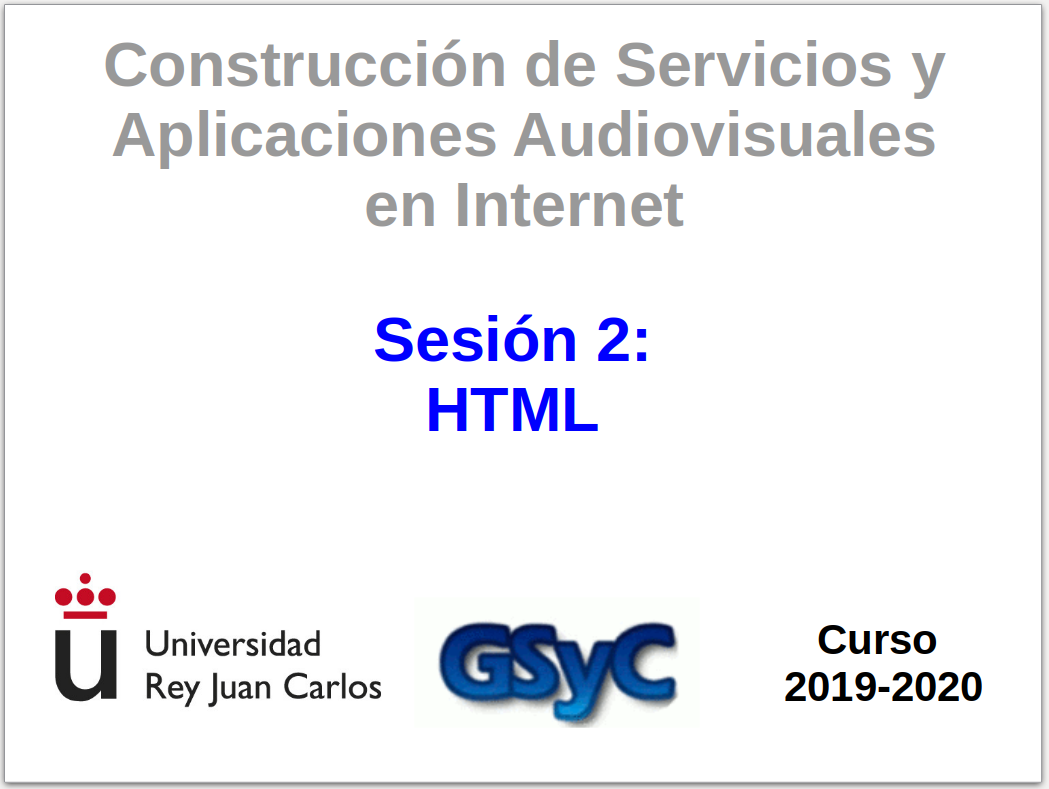 Construcción de Servicios y
Aplicaciones Audiovisuales
en Internet
Sesión 2:
HTML
Universidad
Rey Juan Carlos
GSyC
Curso
2019-2020